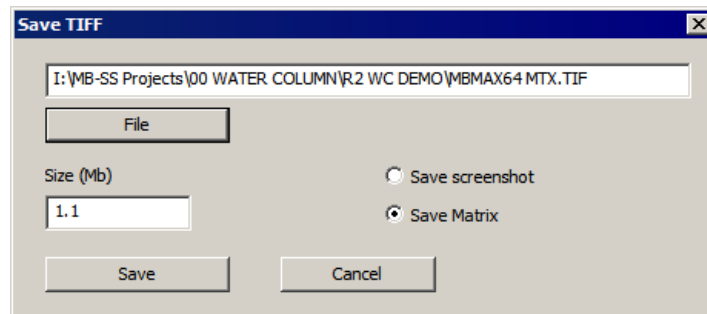 Save TIFF
I:\MB-SS Projects\00 WATER COLUMN\R2 WC DEMO\MBMAX64 MTX.TIF
File
Size (Mb)
Save screenshot
1.1
Save Matrix
Save
Cancel